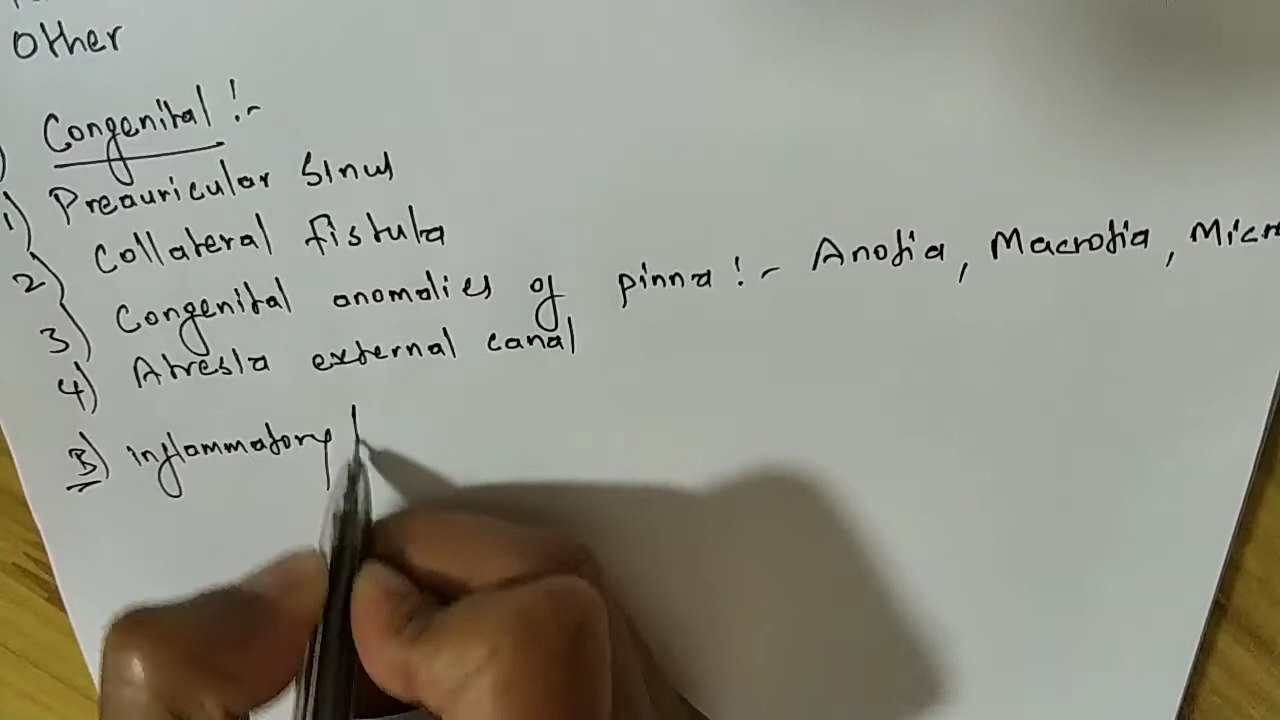 Other
Congenital :-
1) Preauricular Sinus
2) Collateral fistula
3) Congenital anomalies of pinna :- Anotia, Macrotia, Micr
4) Atresia external canal
B) inflammatory